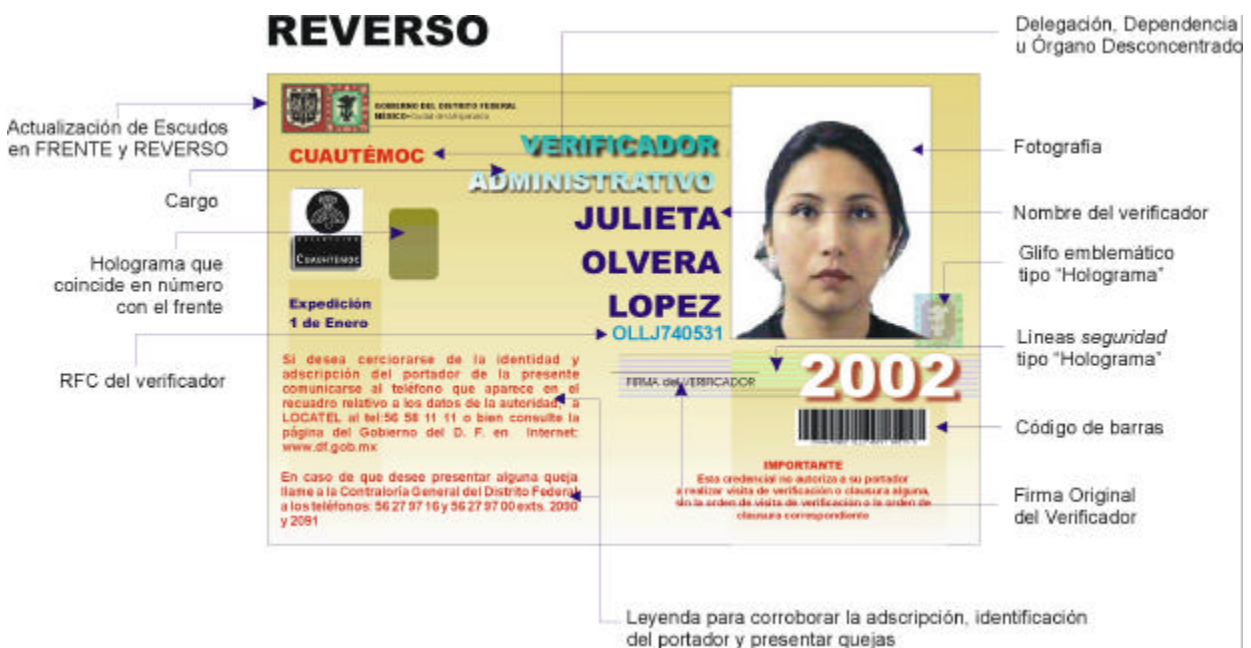 REVERSO
Delegación, Dependencia
u Órgano Desconcentrado
Actualización de Escudos
en FRENTE y REVERSO
GOBIERNO DEL DISTRITO FEDERAL
MÉXICO
CUAUTÉMOC
VERIFICADOR
ADMINISTRATIVO
Fotografía
Cargo
JULIETA
OLVERA
LOPEZ
OLLJ740531
Nombre del verificador
Glifo emblemático
tipo “Holograma”
Holograma que
coincide en número
con el frente
CUAUHTÉMOC
Expedición
1 de Enero
RFC del verificador
Lineas seguridad
tipo “Holograma”
FIRMA del VERIFICADOR
2002
Si desea cerciorarse de la identidad y
adscripción del portador de la presente
comunicarse al teléfono que aparece en el
recuadro relativo a los datos de la autoridad, a
LOCATEL al tel:56 58 11 11 o bien consulte la
página del Gobierno del D. F. en Internet:
www.df.gob.mx
Código de barras
En caso de que desee presentar alguna queja
llame a la Contraloría General del Distrito Federal
a los teléfonos: 56 27 97 16 y 56 27 97 00 exts. 2090
y 2091
IMPORTANTE
Esta credencial no autoriza a su portador
a realizar visita de verificación o clausura alguna,
sin la orden de visita de verificación o la orden de
clausura correspondiente
Firma Original
del Verificador
Leyenda para corroborar la adscripción, identificación
del portador y presentar quejas